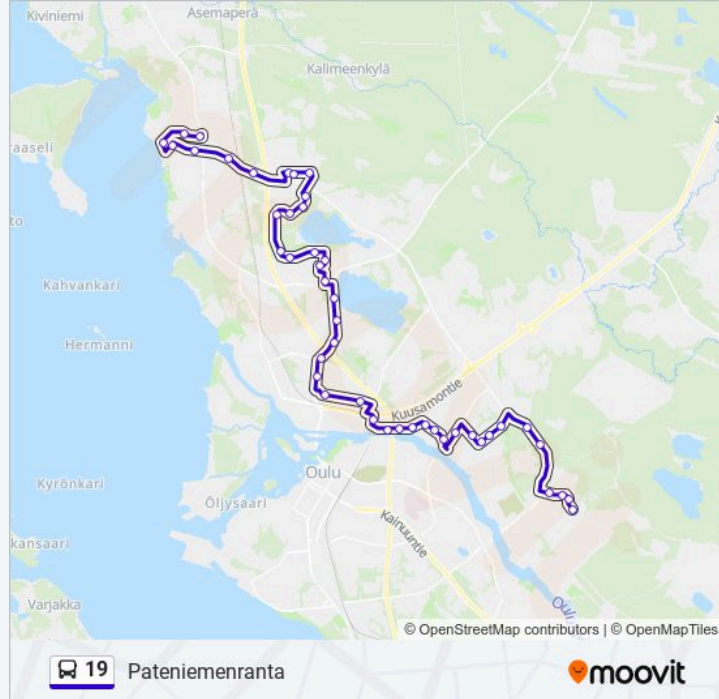 Kiviniemi
Asemaperä
Kalimeenkylä
raaseli
to
Kahvankari
Hermanni
Kuusamontie
Oulu
Kyrönkari
Öljysaari
Kainuuntie
kansaari
Varjakka
Ouli
© OpenStreetMap contributors | © OpenMapTiles
19 Pateniemenranta
moovit